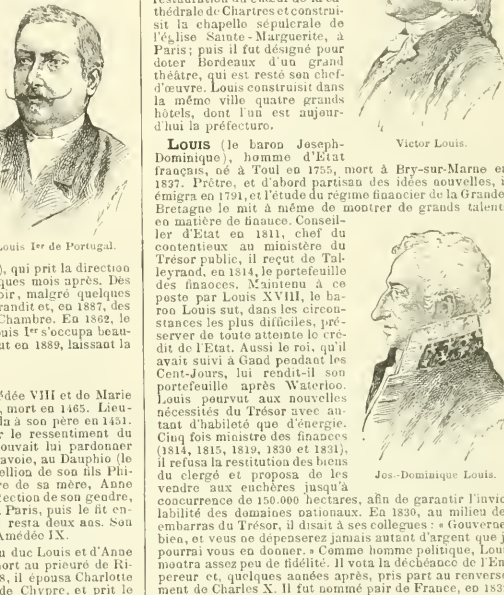 Louis Ier de Portugal.
), qui prit la direction
ques mois après. Dès
oir, malgré quelques
randit et, en 1887, des
Chambre. En 1862, le
uis Ier s'occupa beau-
ut en 1889, laissant la
édée VIII et de Marie
, mort en 1465. Lieu-
la à son père en 1451.
r le ressentiment du
ouvait lui pardonner
avoie, au Dauphin (le
ellion de son fils Phi-
re de sa mère, Anne
tection de son gendre,
Paris, puis le fit en-
resta deux ans. Son
Amédée IX.
u duc Louis et d'Anne
ort au prieuré de Ri-
8, il épousa Charlotte
de Chypre, et prit le
thédrale de Chartres et construi-
sit la chapelle sépulcrale de
l'église Sainte-Marguerite, à
Paris ; puis il fut désigné pour
doter Bordeaux d'un grand
théâtre, qui est resté son chef-
d'œuvre. Louis construisit dans
la même ville quatre grands
hôtels, dont l'un est aujour-
d'hui la préfecture.
Victor Louis.
LOUIS (le baron Joseph-
Dominique), homme d'Etat
français, né à Toul en 1755, mort à Bry-sur-Marne en
1837. Prêtre, et d'abord partisan des idées nouvelles, i
émigra en 1791, et l'étude du régime financier de la Grande
Bretagne le mit à même de montrer de grands talent
en matière de finance. Conseil-
ler d'Etat en 1811, chef du
contentieux au ministère du
Trésor public, il reçut de Tal-
leyrand, en 1814, le portefeuille
des finances. Maintenu à ce
poste par Louis XVIII, le ba-
ron Louis sut, dans les circon-
stances les plus difficiles, pré-
server de toute atteinte le cré-
dit de l'Etat. Aussi le roi, qu'il
avait suivi à Gand pendant les
Cent-Jours, lui rendit-il son
portefeuille après Waterloo.
Louis pourvut aux nouvelles
nécessités du Trésor avec au-
tant d'habileté que d'énergie.
Cinq fois ministre des finances
(1814, 1815, 1819, 1830 et 1831),
il refusa la restitution des biens
du clergé et proposa de les
vendre aux enchères jusqu'à
Jos.-Dominique Louis.
concurrence de 150.000 hectares, afin de garantir l'invio
labilité des domaines nationaux. En 1830, au milieu de
embarras du Trésor, il disait à ses collègues : « Gouverne
bien, et vous ne dépenserez jamais autant d'argent que j
pourrai vous en donner. » Comme homme politique, Loui
montra assez peu de fidélité. Il vota la déchéance de l'Em
pereur et, quelques années après, prit part au renverse
ment de Charles X. Il fut nommé pair de France, en 183